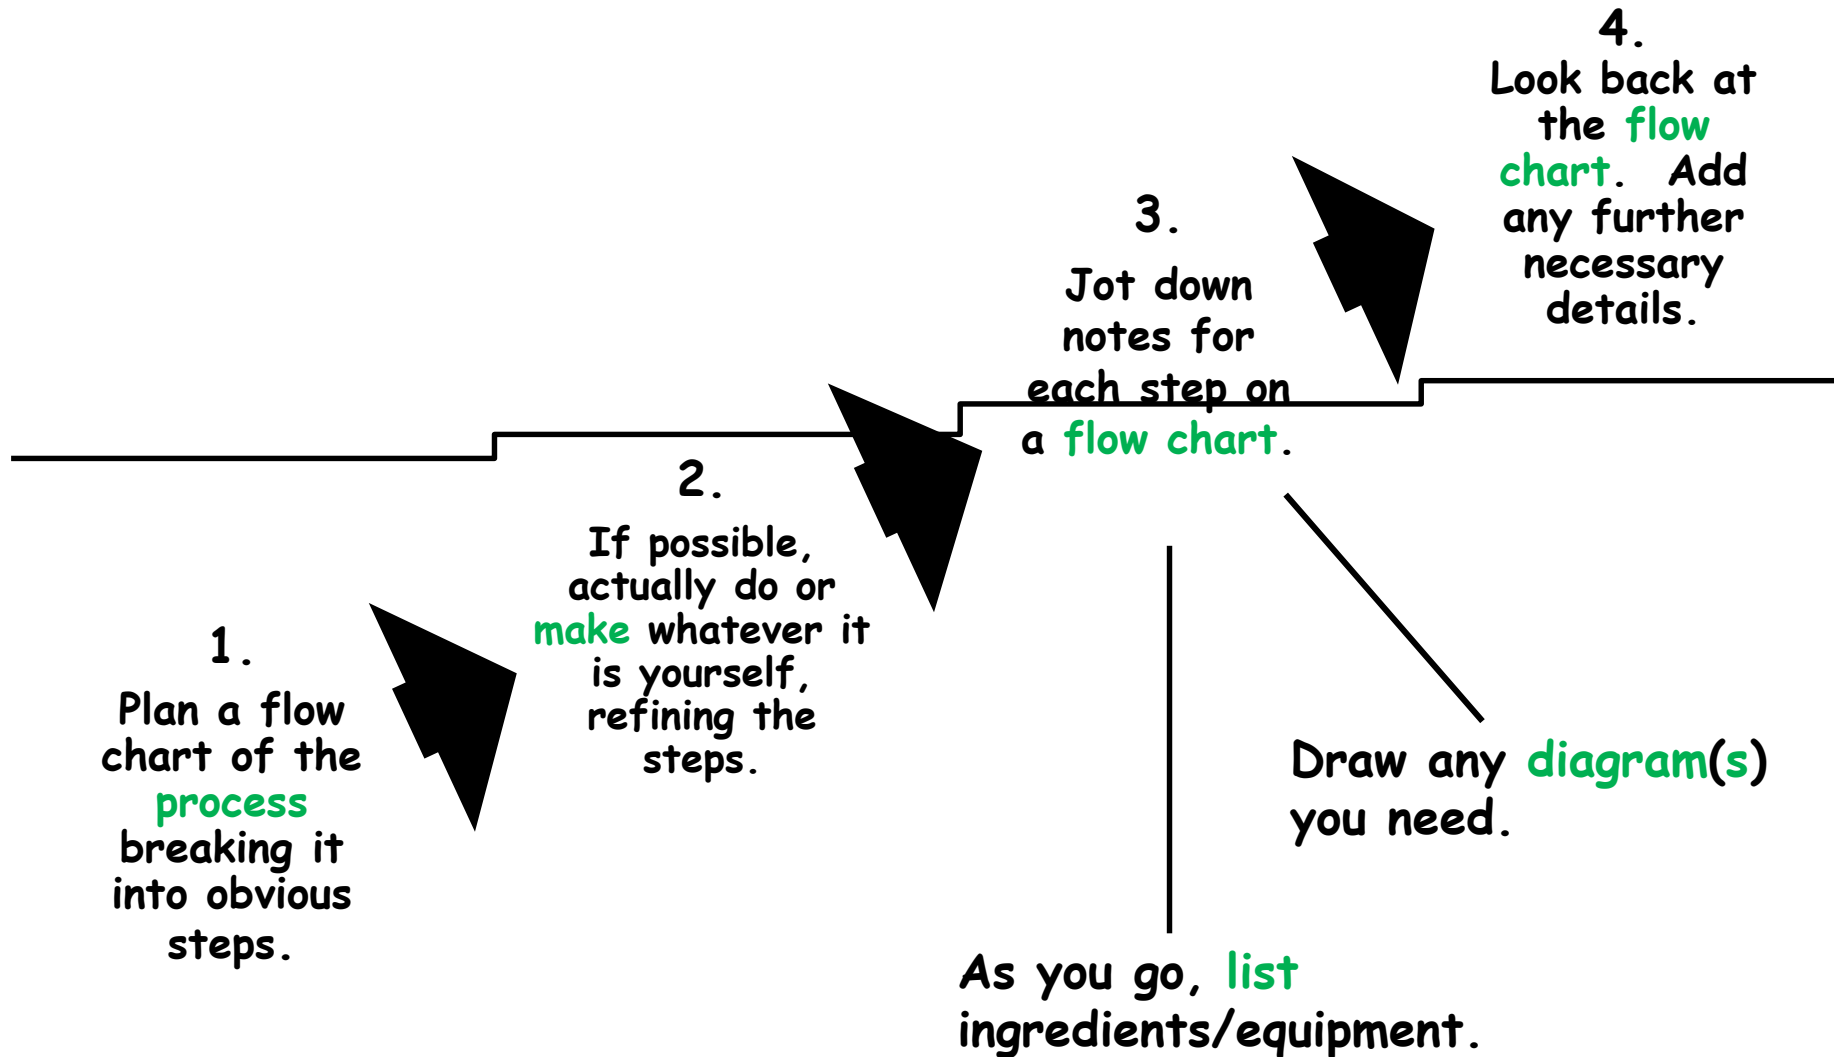 1.
Plan a flow
chart of the
process
breaking it
into obvious
steps.
2.
If possible,
actually do or
make whatever it
is yourself,
refining the
steps.
3.
Jot down
notes for
each step on
a flow chart.
As you go, list
ingredients/equipment.
Draw any diagram(s)
you need.
4.
Look back at
the flow
chart.  Add
any further
necessary
details.